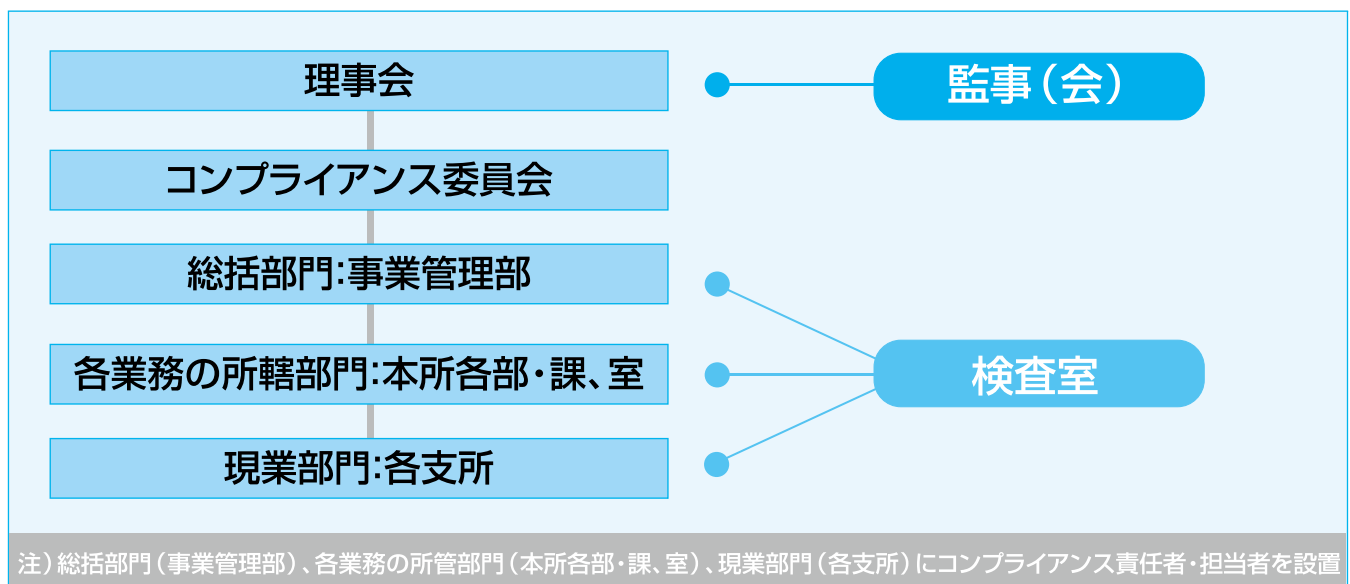 理事会
監事（会）
コンプライアンス委員会
総括部門：事業管理部
各業務の所轄部門：本所各部・課、室
検査室
現業部門：各支所
注）総括部門（事業管理部）、各業務の所管部門（本所各部・課、室）、現業部門（各支所）にコンプライアンス責任者・担当者を設置